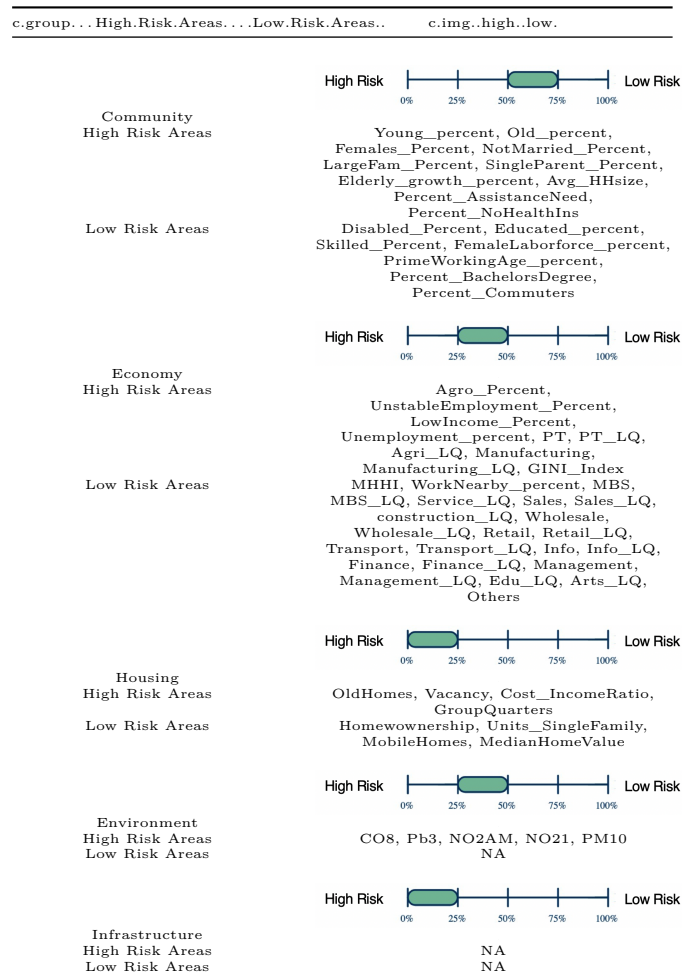 c.group...High.Risk.Areas....Low.Risk.Areas.. c.img..high..low.
High Risk Low Risk
0% 25% 50% 75% 100%
Community
High Risk Areas Young_percent, Old_percent,
Females_Percent, NotMarried_Percent,
LargeFam_Percent, SingleParent_Percent,
Elderly_growth_percent, Avg_HHsize,
Percent_AssistanceNeed,
Percent_NoHealthIns
Low Risk Areas Disabled_Percent, Educated_percent,
Skilled_Percent, FemaleLaborforce_percent,
PrimeWorkingAge_percent,
Percent_BachelorsDegree,
Percent_Commuters
High Risk Low Risk
0% 25% 50% 75% 100%
Economy
High Risk Areas Agro_Percent,
UnstableEmployment_Percent,
LowIncome_Percent,
Unemployment_percent, PT, PT_LQ,
Agri_LQ, Manufacturing,
Manufacturing_LQ, GINI_Index
Low Risk Areas MHHI, WorkNearby_percent, MBS,
MBS_LQ, Service_LQ, Sales, Sales_LQ,
construction_LQ, Wholesale,
Wholesale_LQ, Retail, Retail_LQ,
Transport, Transport_LQ, Info, Info_LQ,
Finance, Finance_LQ, Management,
Management_LQ, Edu_LQ, Arts_LQ,
Others
High Risk Low Risk
0% 25% 50% 75% 100%
Housing
High Risk Areas OldHomes, Vacancy, Cost_IncomeRatio,
GroupQuarters
Low Risk Areas Homewownership, Units_SingleFamily,
MobileHomes, MedianHomeValue
High Risk Low Risk
0% 25% 50% 75% 100%
Environment
High Risk Areas CO8, Pb3, NO2AM, NO21, PM10
Low Risk Areas NA
High Risk Low Risk
0% 25% 50% 75% 100%
Infrastructure
High Risk Areas NA
Low Risk Areas NA